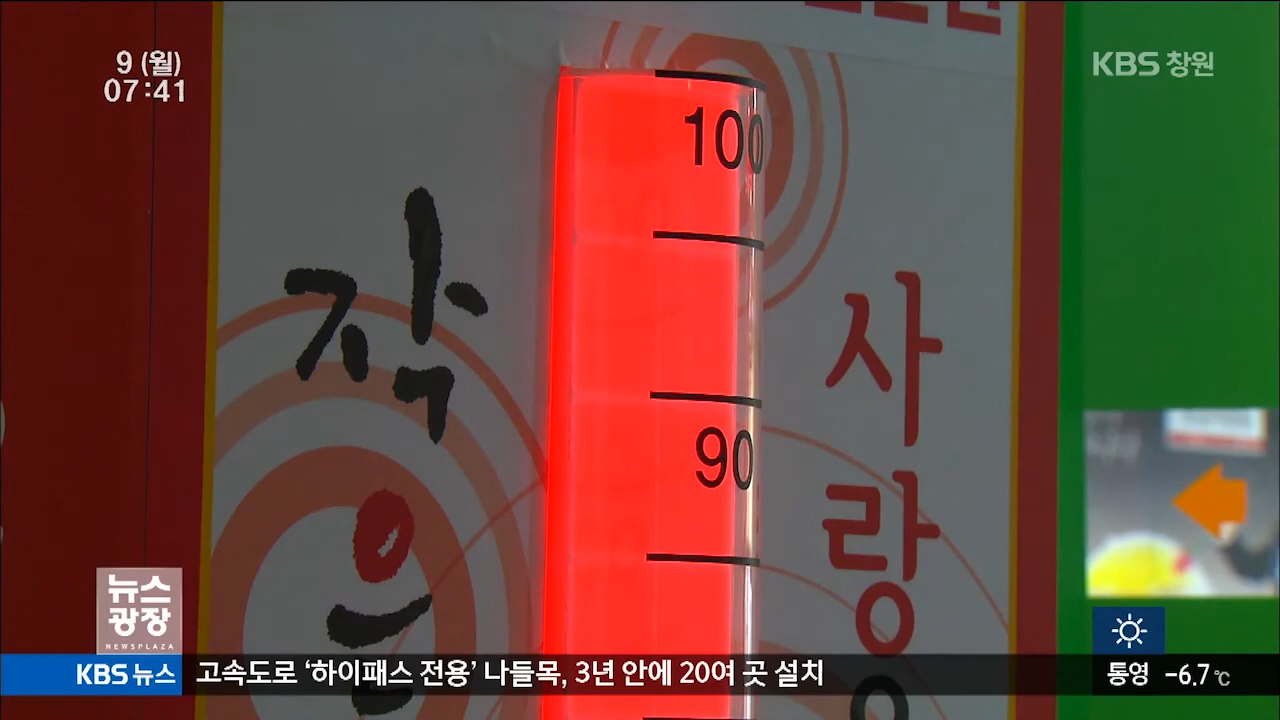 9 (월)
07:41
KBS 창원
100
90
작은
사랑
뉴스
광장
NEWSPLAZA
KBS 뉴스
고속도로 ‘하이패스 전용’ 나들목, 3년 안에 20여 곳 설치
통영 -6.7℃